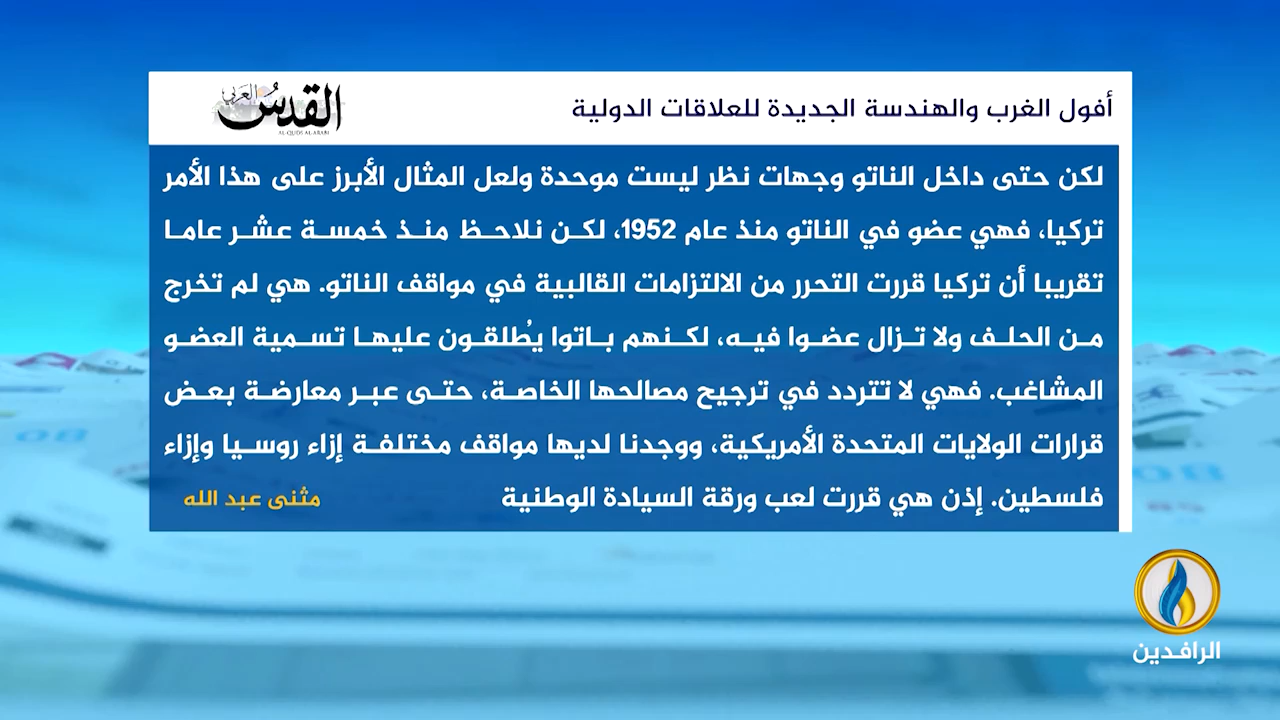 أفول الغرب والهندسة الجديدة للعلاقات الدولية
القدس العربي
AL-QUDS AL-ARABI
لكن حتى داخل الناتو وجهات نظر ليست موحدة ولعل المثال الأبرز على هذا الأمر
تركيا، فهي عضو في الناتو منذ عام 1952، لكن نلاحظ منذ خمسة عشر عاما
تقريبا أن تركيا قررت التحرر من الالتزامات القالبية في مواقف الناتو. هي لم تخرج
من الحلف ولا تزال عضوا فيه، لكنهم باتوا يُطلقون عليها تسمية العضو
المشاغب. فهي لا تتردد في ترجيح مصالحها الخاصة، حتى عبر معارضة بعض
قرارات الولايات المتحدة الأمريكية، ووجدنا لديها مواقف مختلفة إزاء روسيا وإزاء
فلسطين. إذن هي قررت لعب ورقة السيادة الوطنية
مثنى عبد الله
الرافدين